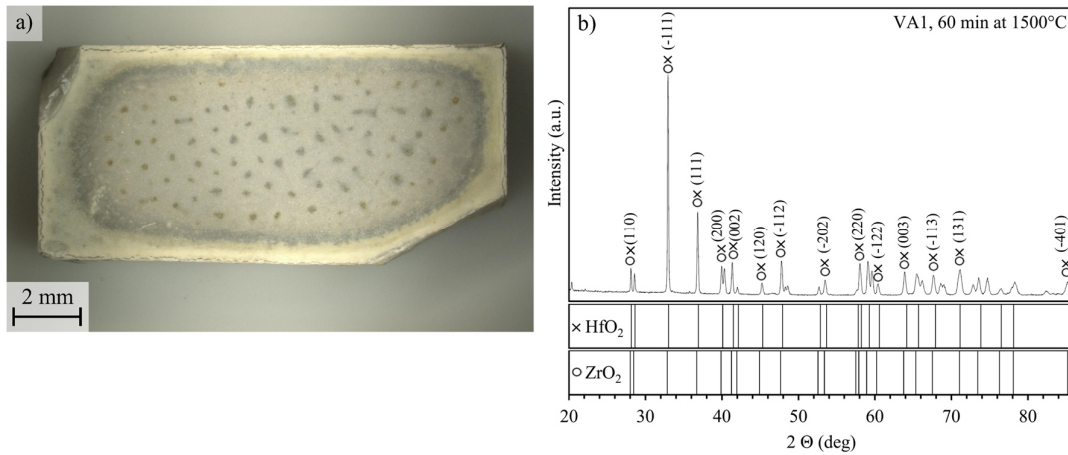 a)
2 mm
b)
VA1, 60 min at 1500°C
Intensity (a.u.)
O× (110)
O× (-111)
O× (111)
O× (200)
O× (002)
O× (120)
O× (-112)
O× (-202)
O× (220)
O× (-122)
O× (003)
O× (-113)
O× (131)
O× (-401)
× HfO₂
O ZrO₂
20 30 40 50 60 70 80
2 Θ (deg)